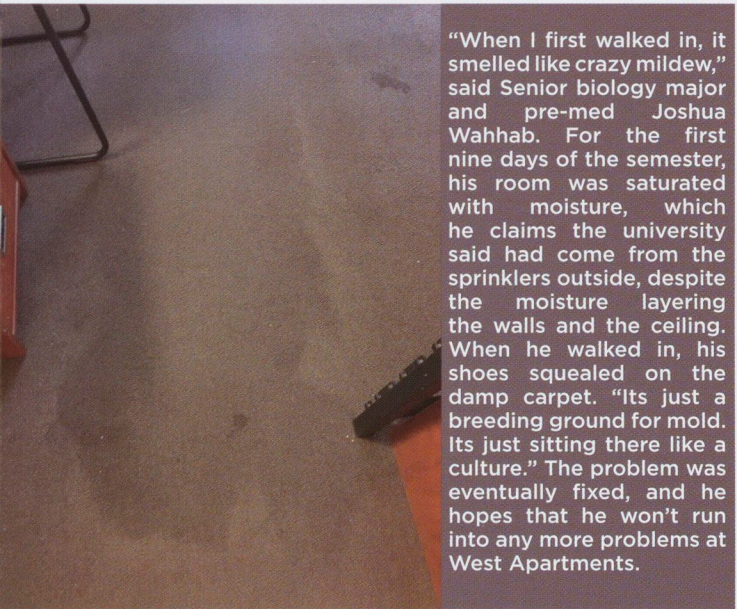 “When I first walked in, it
smelled like crazy mildew,”
said Senior biology major
and pre-med Joshua
Wahhab. For the first
nine days of the semester,
his room was saturated
with moisture, which
he claims the university
said had come from the
sprinklers outside, despite
the moisture layering
the walls and the ceiling.
When he walked in, his
shoes squealed on the
damp carpet. “Its just a
breeding ground for mold.
Its just sitting there like a
culture.” The problem was
eventually fixed, and he
hopes that he won’t run
into any more problems at
West Apartments.